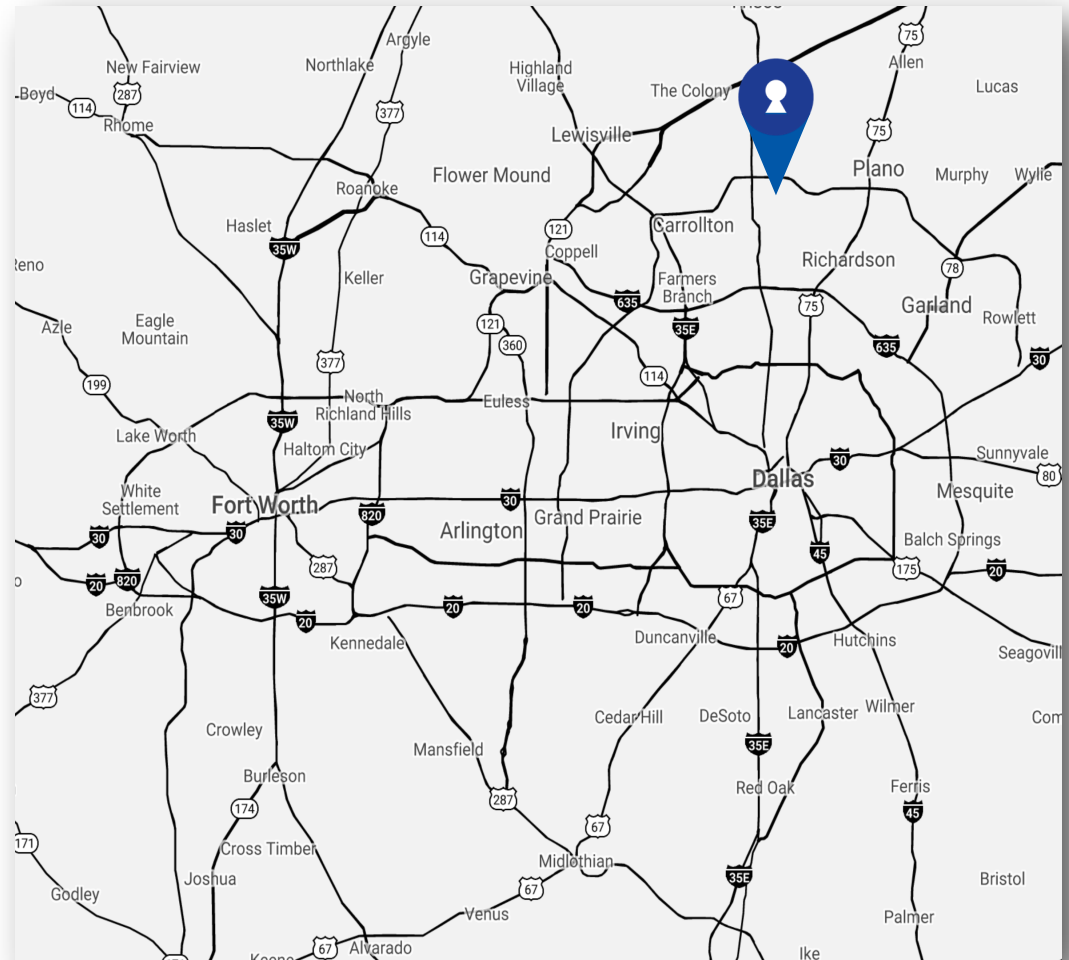 Argyle
75
New Fairview
Northlake
Highland
Village
Allen
Boyd
114
287
377
The Colony
Lucas
Rhome
Lewisville
75
Roanoke
Flower Mound
Plano
Murphy
Wylie
Haslet
35W
114
121
Carrollton
Coppell
Richardson
78
Keller
Grapevine
635
Farmers
Branch
75
Garland
Rowlett
Azle
Eagle
Mountain
121
360
35E
635
30
377
199
114
North
Richland Hills
Euless
35W
Lake Worth
Haltom City
Irving
30
Sunnyvale
80
White
Settlement
Fort Worth
30
Dallas
Mesquite
820
Arlington
Grand Prairie
35E
30
30
45
Balch Springs
287
175
20
820
20
Benbrook
35W
20
20
67
20
Kennedale
Duncanville
20
Hutchins
377
Cedar Hill
DeSoto
Lancaster
Wilmer
Crowley
Mansfield
35E
Burleson
174
287
Red Oak
Ferris
45
67
171
Cross Timber
Midlothian
Joshua
35E
Godley
67
Bristol
Venus
Palmer
67
Alvarado
Ike